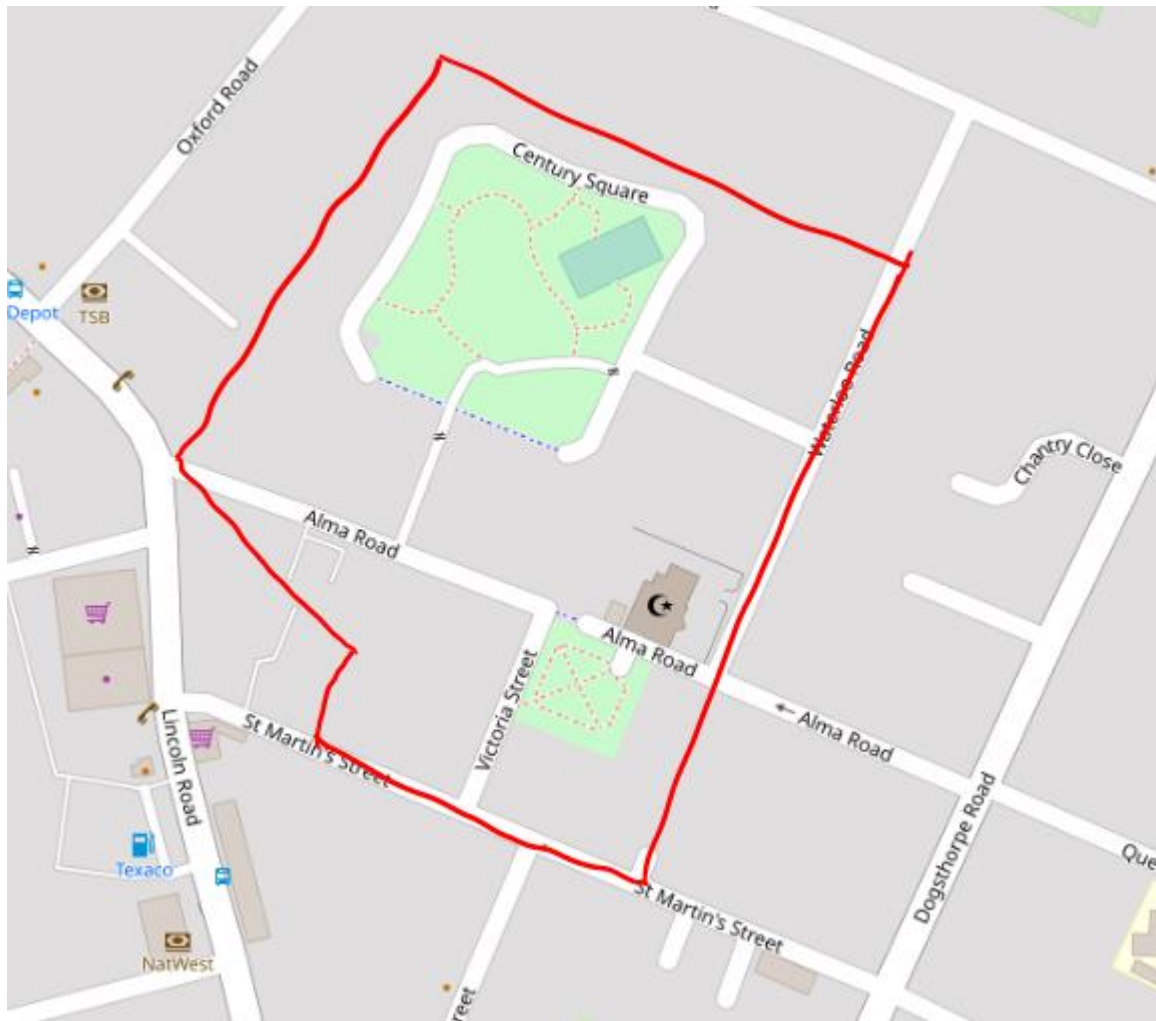 Oxford Road
Century Square
Depot
TSB
Waterloo Road
Chantry Close
Alma Road
Alma Road
Victoria Street
← Alma Road
St Martin's Street
Lincoln Road
Dogsthorpe Road
Texaco
Que
St Martin's Street
NatWest
reet